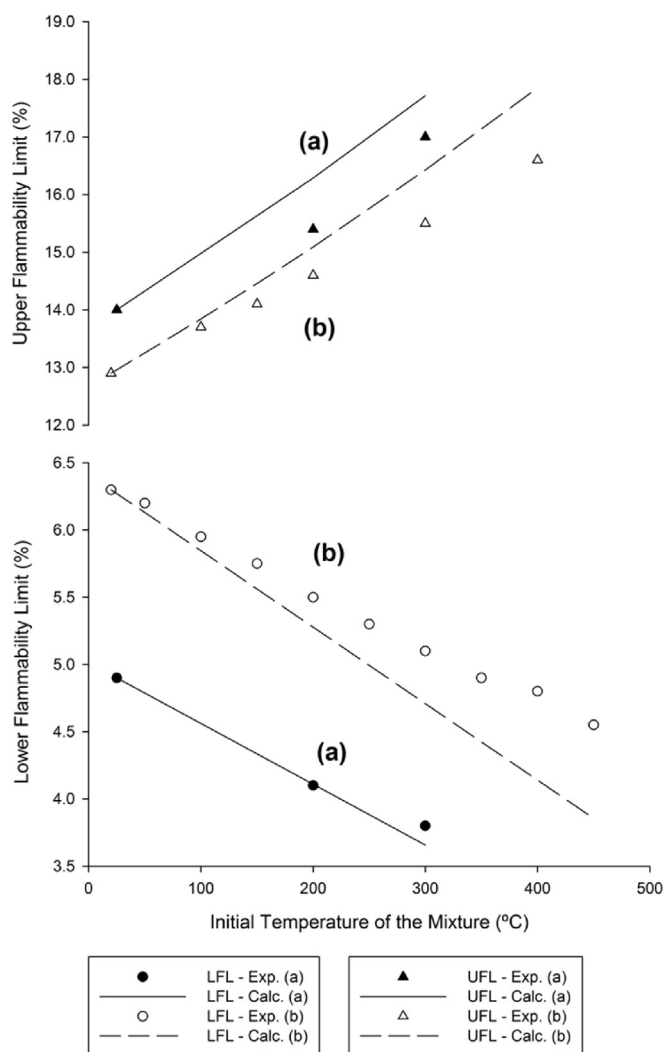 19.0
18.0
17.0
16.0
15.0
14.0
13.0
12.0
Upper Flammability Limit (%)
(a)
(b)
6.5
6.0
5.5
5.0
4.5
4.0
3.5
Lower Flammability Limit (%)
(b)
(a)
0 100 200 300 400 500
Initial Temperature of the Mixture (ºC)
LFL - Exp. (a)
LFL - Calc. (a)
LFL - Exp. (b)
LFL - Calc. (b)
UFL - Exp. (a)
UFL - Calc. (a)
UFL - Exp. (b)
UFL - Calc. (b)